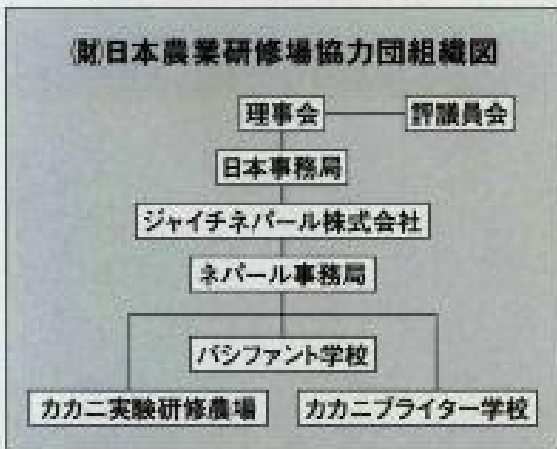 (財)日本農業研修場協力団組織図
理事会 評議員会
日本事務局
ジャイチネパール株式会社
ネパール事務局
バシファント学校
カカニ実験研修農場 カカニブライター学校